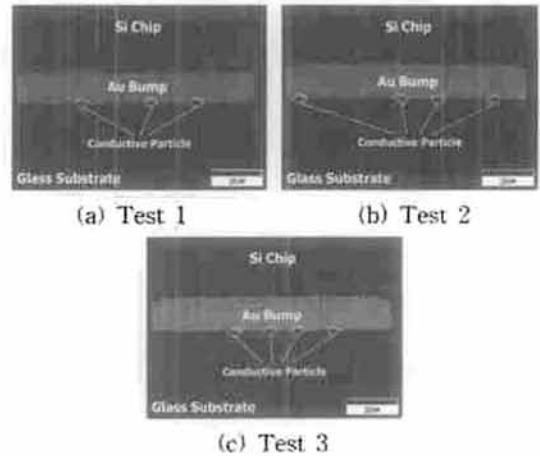 Si Chip
Au Bump
Conductive Particle
Glass Substrate
(a) Test 1
Si Chip
Au Bump
Conductive Particle
Glass Substrate
(b) Test 2
Si Chip
Au Bump
Conductive Particle
Glass Substrate
(c) Test 3